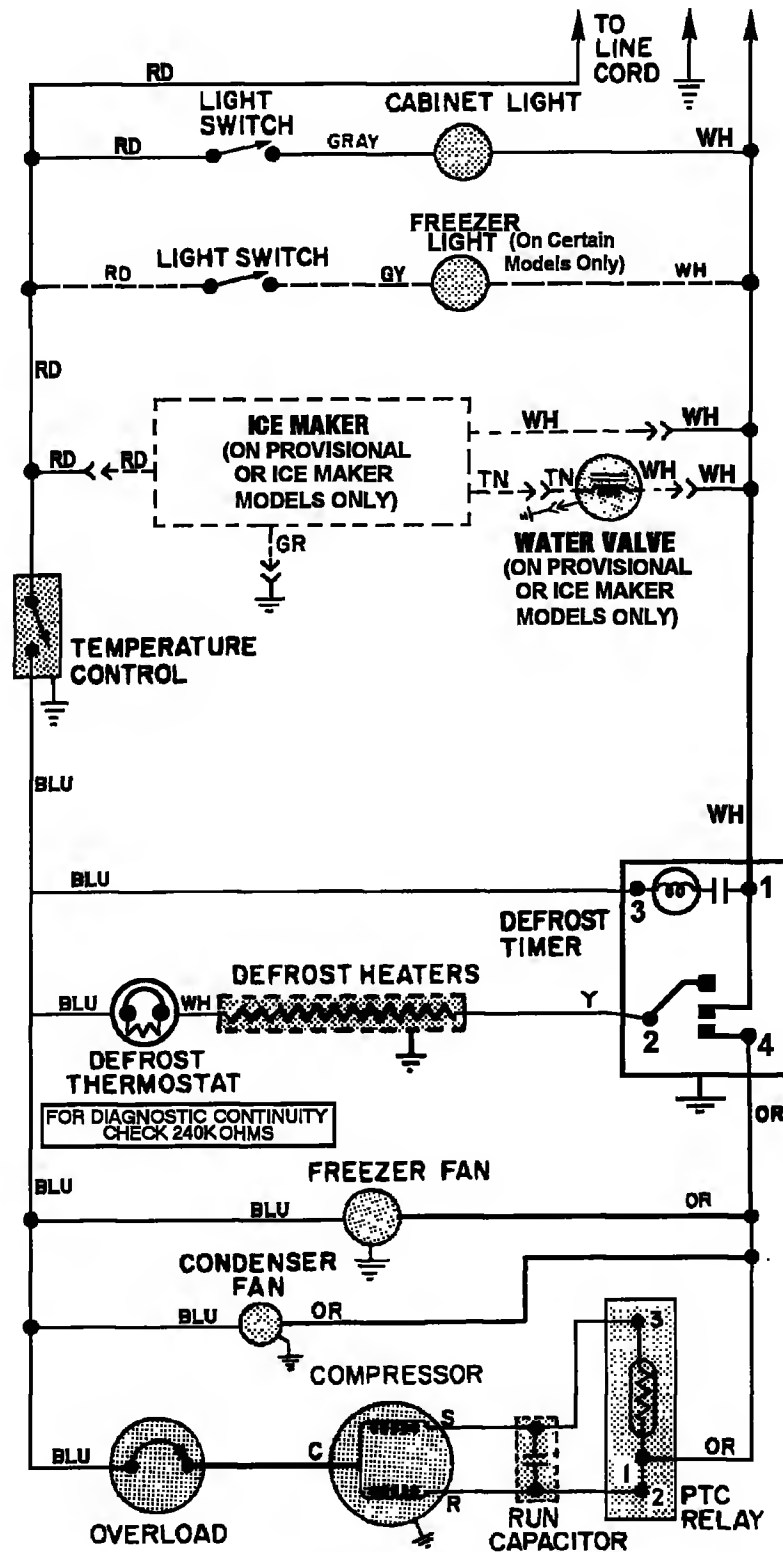 TO
LINE
CORD
RD
LIGHT
SWITCH
CABINET LIGHT
RD
GRAY
WH
FREEZER
LIGHT (On Certain
Models Only)
LIGHT SWITCH
RD
GY
WH
RD
ICE MAKER
(ON PROVISIONAL
OR ICE MAKER
MODELS ONLY)
WH
WH
RD
RD
TN
TN
WH
WH
GR
WATER VALVE
(ON PROVISIONAL
OR ICE MAKER
MODELS ONLY)
TEMPERATURE
CONTROL
BLU
WH
BLU
3
1
DEFROST
TIMER
DEFROST HEATERS
BLU
WH
Y
2
4
DEFROST
THERMOSTAT
FOR DIAGNOSTIC CONTINUITY
CHECK 240K OHMS
OR
BLU
FREEZER FAN
BLU
OR
CONDENSER
FAN
BLU
OR
3
COMPRESSOR
S
C
BLU
OR
1
R
2
OVERLOAD
RUN
CAPACITOR
PTC
RELAY